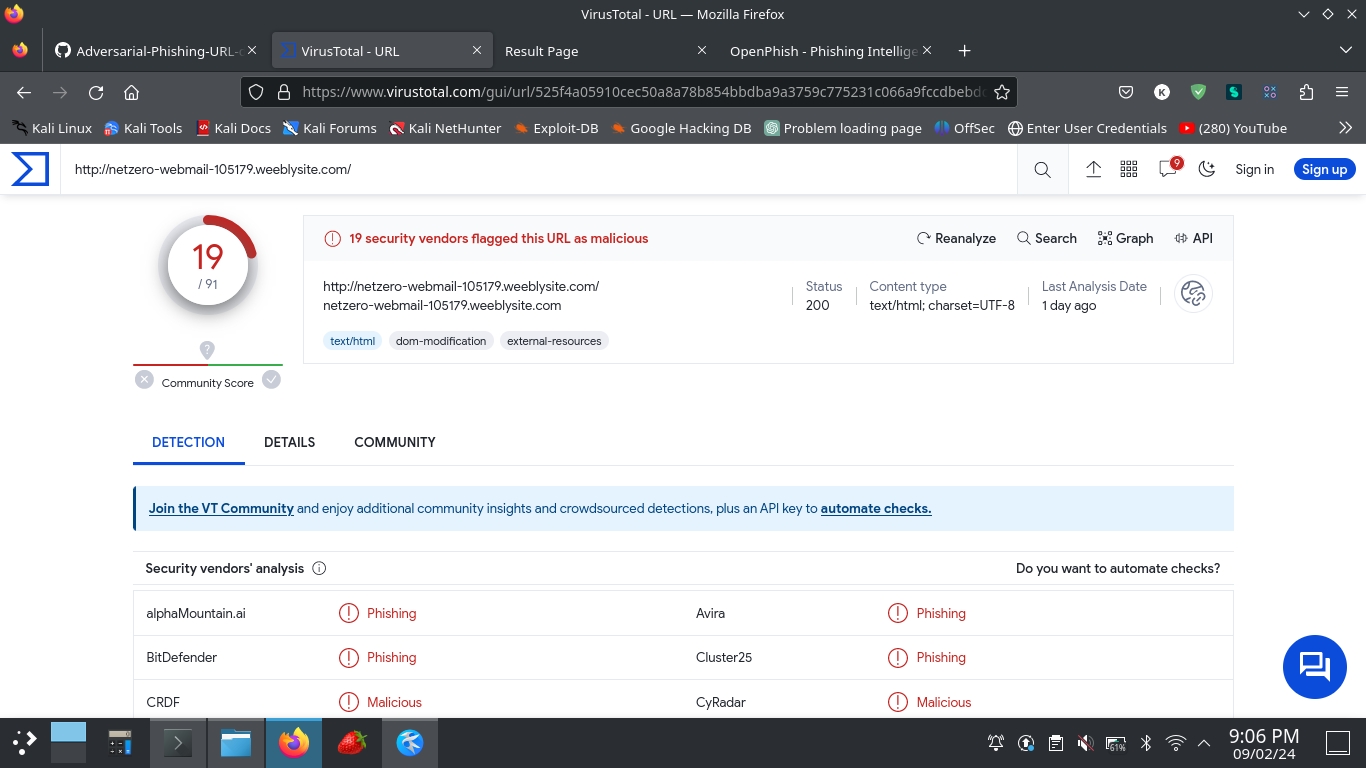 VirusTotal - URL — Mozilla Firefox
Adversarial-Phishing-URL-
VirusTotal - URL
Result Page
OpenPhish - Phishing Intellige
https://www.virustotal.com/gui/url/525f4a05910cec50a8a78b854bbdba9a3759c775231c066a9fccdbebdc
Kali Linux Kali Tools Kali Docs Kali Forums Kali NetHunter Exploit-DB Google Hacking DB Problem loading page OffSec Enter User Credentials (280) YouTube
http://netzero-webmail-105179.weeblysite.com/
9
Sign in
Sign up
19
/ 91
Community Score
19 security vendors flagged this URL as malicious
Reanalyze Search Graph API
http://netzero-webmail-105179.weeblysite.com/
netzero-webmail-105179.weeblysite.com
Status
200
Content type
text/html; charset=UTF-8
Last Analysis Date
1 day ago
text/html dom-modification external-resources
DETECTION DETAILS COMMUNITY
Join the VT Community and enjoy additional community insights and crowdsourced detections, plus an API key to automate checks.
Security vendors' analysis
Do you want to automate checks?
alphaMountain.ai Phishing Avira Phishing
BitDefender Phishing Cluster25 Phishing
CRDF Malicious CyRadar Malicious
61%
9:06 PM
09/02/24